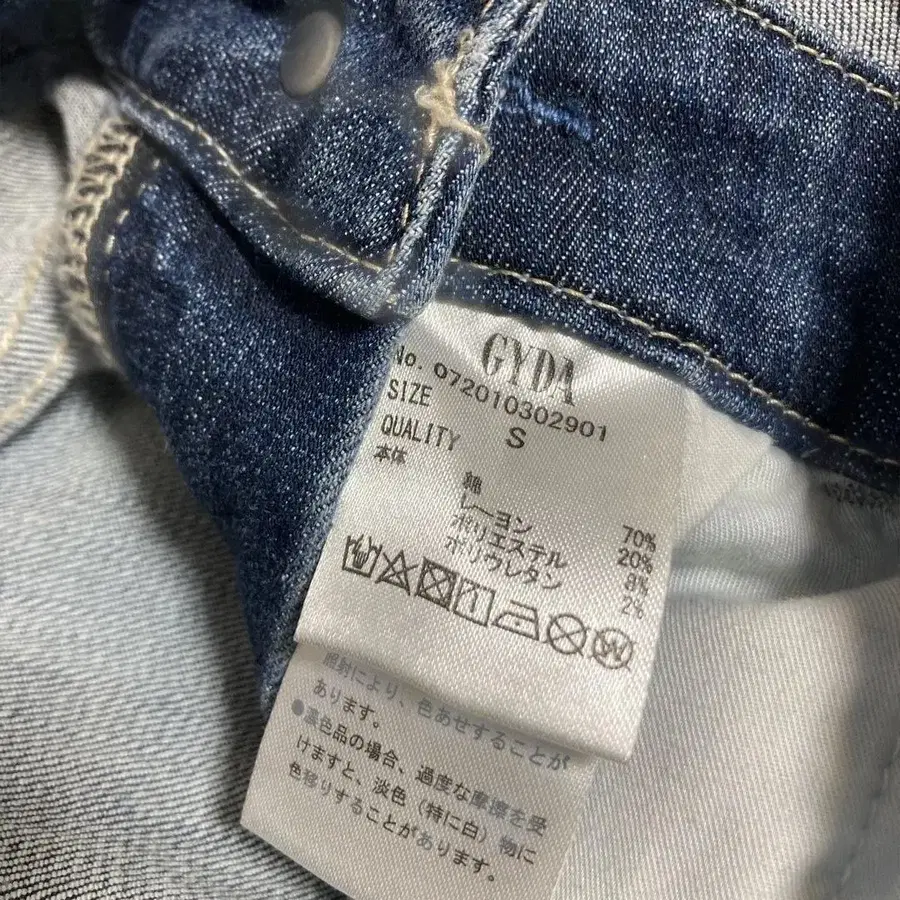 GYDA
No. 072010302901
SIZE S
QUALITY
本体
綿 70%
レーヨン 20%
ポリエステル 8%
ポリウレタン 2%
照射により、色あせすることが
あります。
●濃色品の場合、過度な摩擦を受
けますと、淡色（特に白）物に
色移りすることがあります。